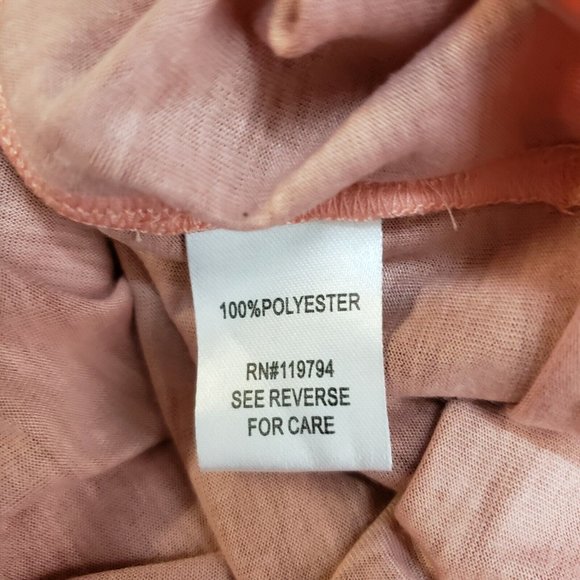 100%POLYESTER
RN#119794
SEE REVERSE
FOR CARE